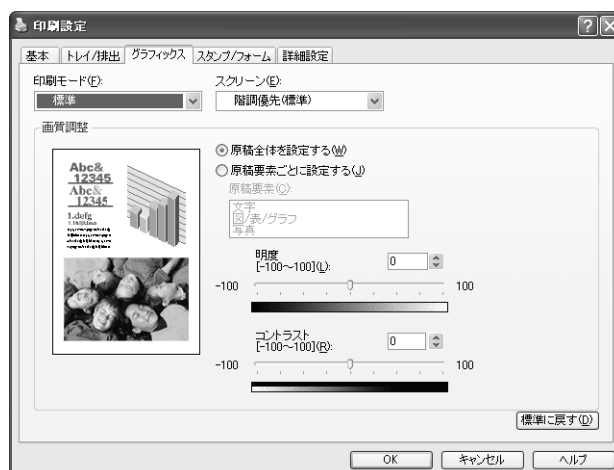 印刷設定
基本 トレイ/排出 グラフィックス スタンプ/フォーム 詳細設定
印刷モード(F): スクリーン(E):
標準 階調優先(標準)
画質調整
原稿全体を設定する(W)
原稿要素ごとに設定する(J)
原稿要素(C):
文字
図/表/グラフ
写真
Abc&
12345
Abc&
12345
1.defg
明度
[-100~100](L): 0
-100 100
コントラスト
[-100~100](R): 0
-100 100
標準に戻す(D)
OK キャンセル ヘルプ